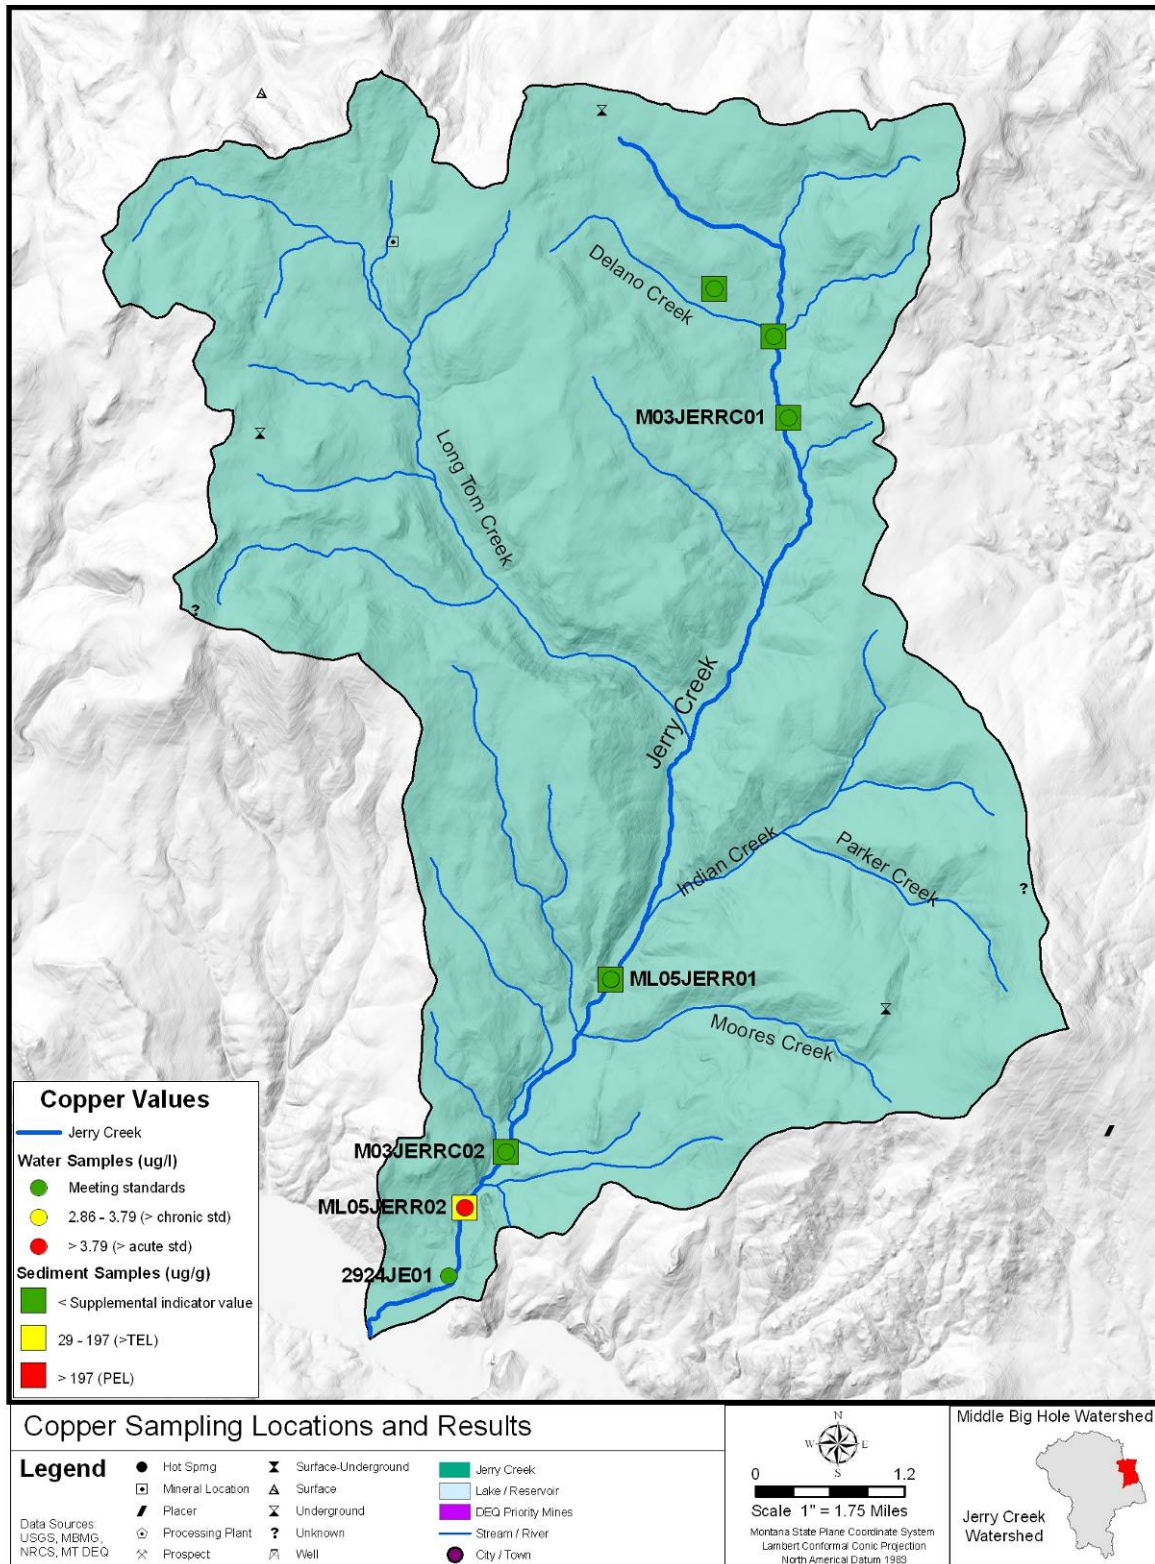 Delano Creek
M03JERRC01
Long Tom Creek
Jerry Creek
Indian Creek
Parker Creek
ML05JERR01
Moores Creek
M03JERRC02
ML05JERR02
2924JE01
?
?
Copper Values
Jerry Creek
Water Samples (ug/l)
Meeting standards
2.86 - 3.79 (> chronic std)
> 3.79 (> acute std)
Sediment Samples (ug/g)
< Supplemental indicator value
29 - 197 (>TEL)
> 197 (PEL)
Copper Sampling Locations and Results
Legend
Data Sources:
USGS, MBMG,
NRCS, MT DEQ
Hot Spring
Mineral Location
Placer
Processing Plant
Prospect
Surface-Underground
Surface
Underground
? Unknown
Well
Jerry Creek
Lake / Reservoir
DEQ Priority Mines
Stream / River
City / Town
N
W E
S
0 1.2
Scale 1" = 1.75 Miles
Montana State Plane Coordinate System
Lambert Conformal Conic Projection
North Americal Datum 1983
Middle Big Hole Watershed
Jerry Creek
Watershed